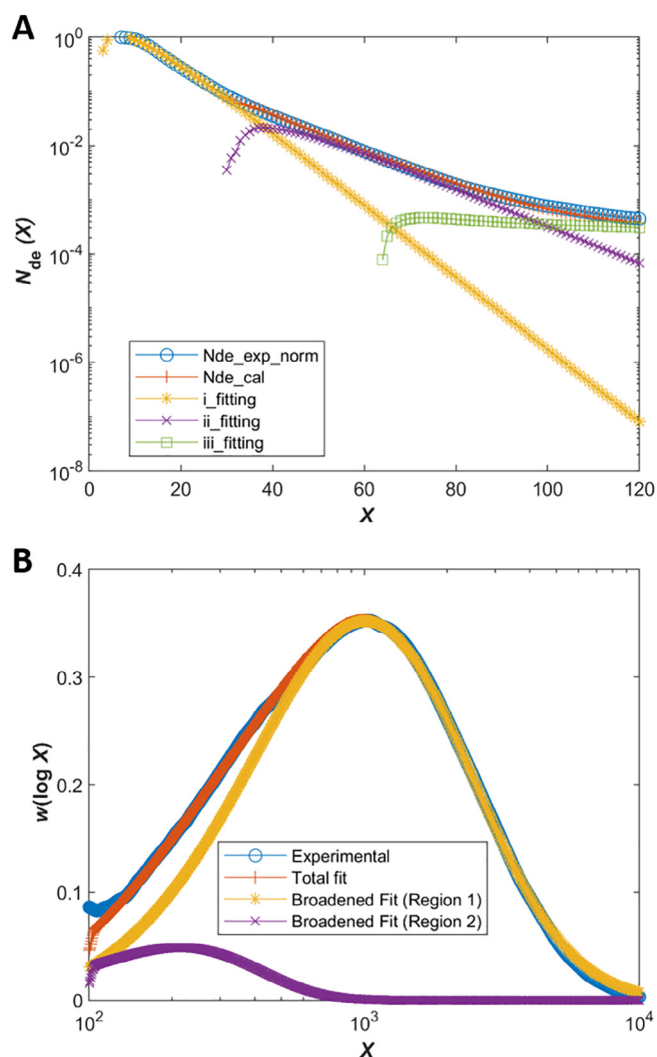 A
10^0
10^-2
10^-4
10^-6
10^-8
N_de (X)
Nde_exp_norm
Nde_cal
i_fitting
ii_fitting
iii_fitting
0 20 40 60 80 100 120
X
B
0.4
0.3
0.2
0.1
0
w(log X)
Experimental
Total fit
Broadened Fit (Region 1)
Broadened Fit (Region 2)
10^2 10^3 10^4
X